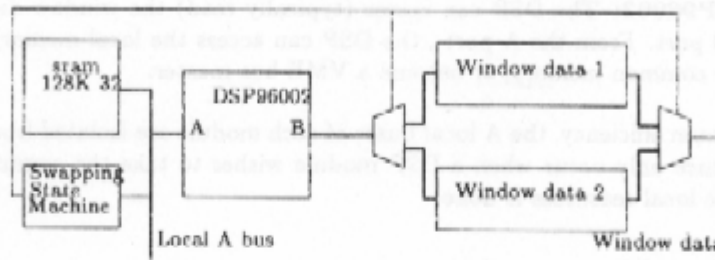 sram
128K 32
DSP96002
A
B
Window data 1
Swapping
State
Machine
Window data 2
Local A bus
Window data